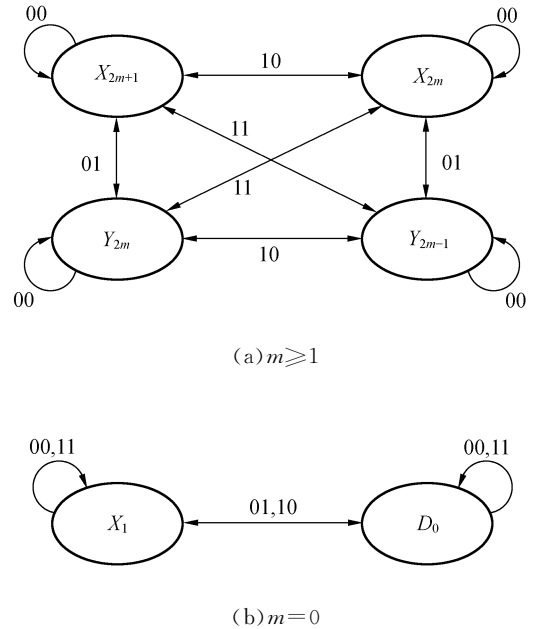 00 00
X₂ₘ₊₁ 10 X₂ₘ
11
01 01
11
Y₂ₘ 10 Y₂ₘ₋₁
00 00
(a)m⩾1
00,11 00,11
X₁ 01,10 D₀
(b)m=0